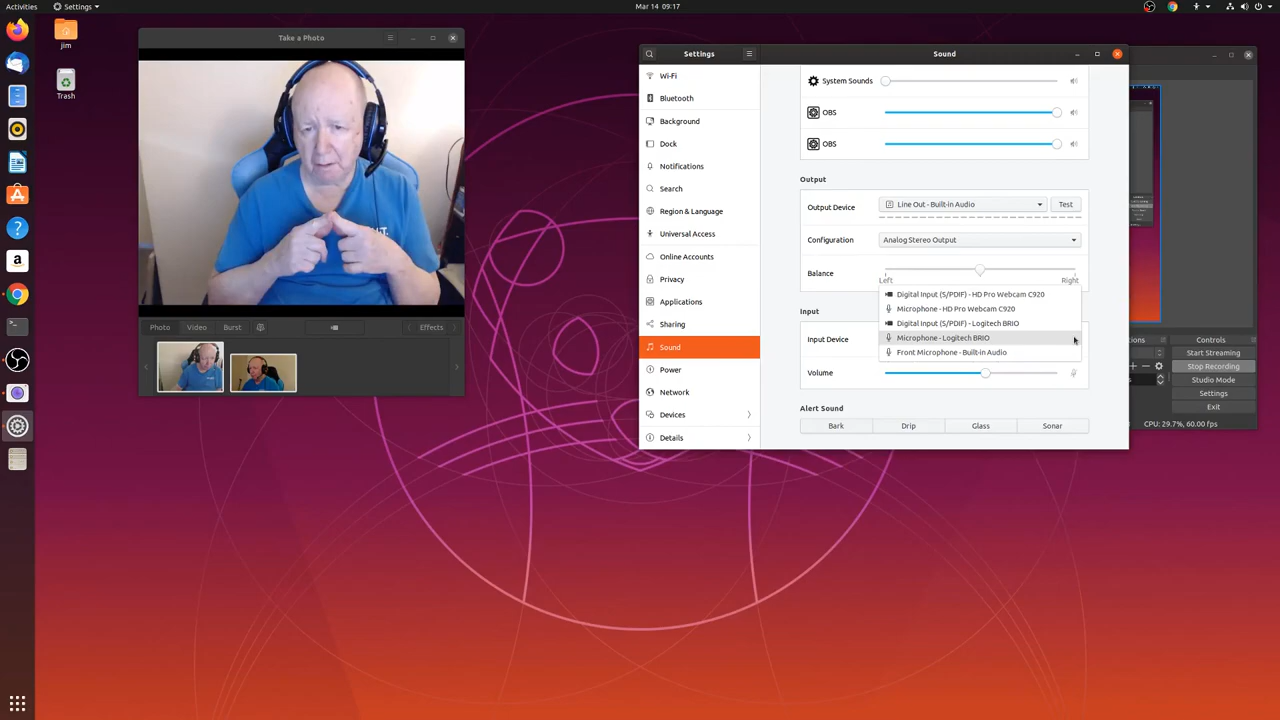 Activities
Settings
Mar 14 09:17
jim
Trash
Take a Photo
Photo
Video
Burst
Effects
Settings
Wi-Fi
Bluetooth
Background
Dock
Notifications
Search
Region & Language
Universal Access
Online Accounts
Privacy
Applications
Sharing
Sound
Power
Network
Devices
Details
Sound
System Sounds
OBS
OBS
Output
Output Device
Line Out - Built-in Audio
Test
Configuration
Analog Stereo Output
Balance
Left
Right
Input
Input Device
Digital Input (S/PDIF) - HD Pro Webcam C920
Microphone - HD Pro Webcam C920
Digital Input (S/PDIF) - Logitech BRIO
Microphone - Logitech BRIO
Front Microphone - Built-in Audio
Volume
Alert Sound
Bark
Drip
Glass
Sonar
Controls
Start Streaming
Stop Recording
Studio Mode
Settings
Exit
CPU: 29.7%, 60.00 fps